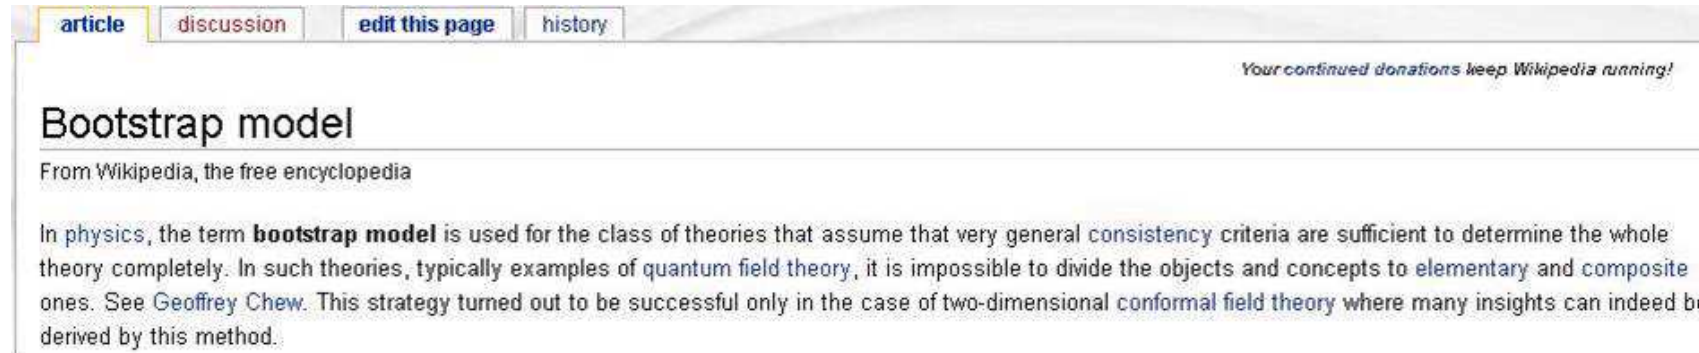 article discussion edit this page history
Your continued donations keep Wikipedia running!
Bootstrap model
From Wikipedia, the free encyclopedia
In physics, the term bootstrap model is used for the class of theories that assume that very general consistency criteria are sufficient to determine the whole
theory completely. In such theories, typically examples of quantum field theory, it is impossible to divide the objects and concepts to elementary and composite
ones. See Geoffrey Chew. This strategy turned out to be successful only in the case of two-dimensional conformal field theory where many insights can indeed be
derived by this method.